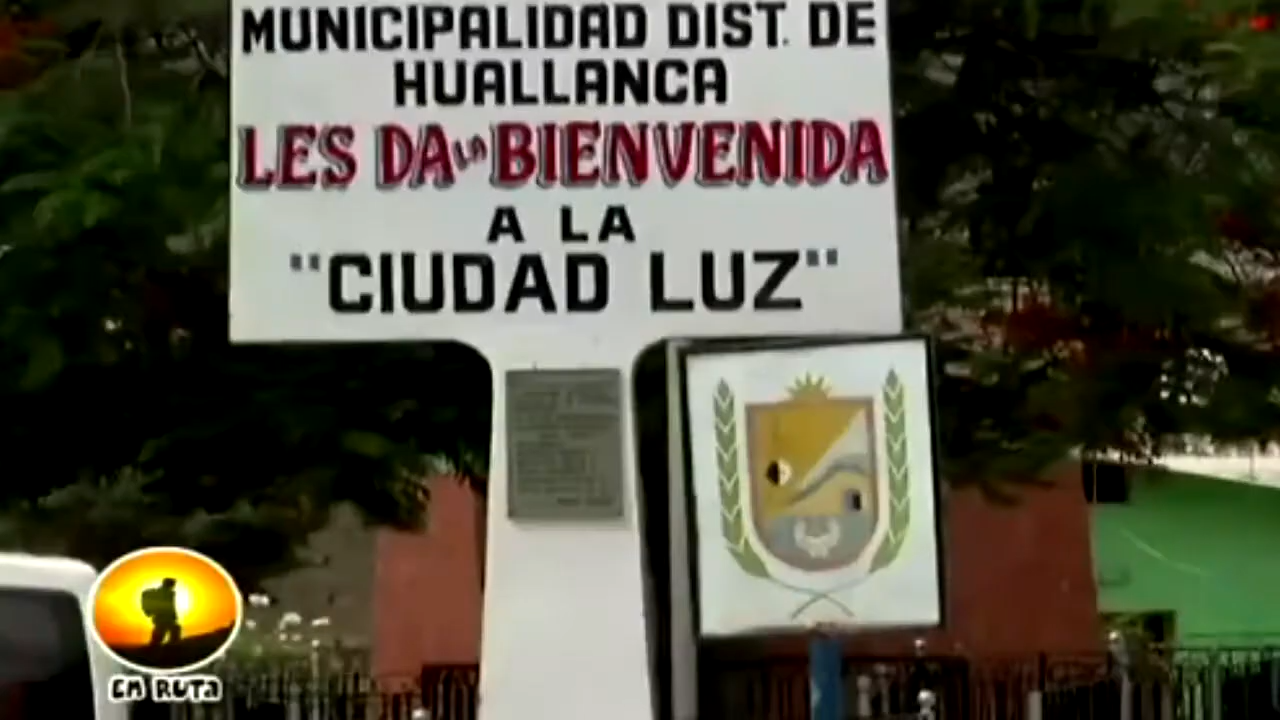 MUNICIPALIDAD DIST. DE
HUALLANCA
LES DA LA BIENVENIDA
A LA
"CIUDAD LUZ"
EN RUTA